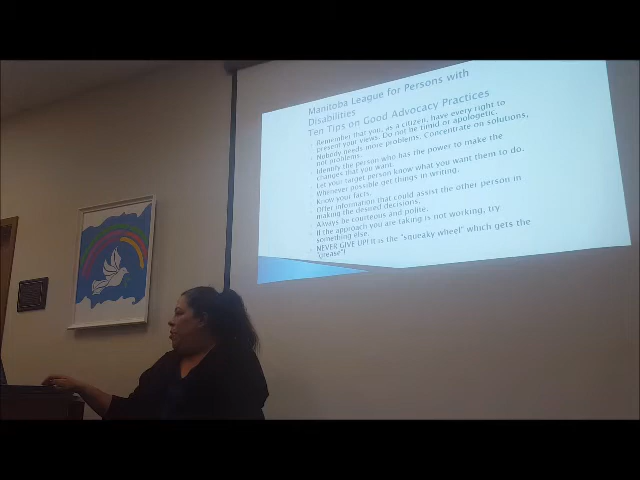 Manitoba League for Persons with
Disabilities
Ten Tips on Good Advocacy Practices
Remember that you, as a citizen, have every right to
present your views. Do not be timid or apologetic.
Nobody needs more problems. Concentrate on solutions,
not problems.
Identify the person who has the power to make the
changes that you want.
Let your target person know what you want them to do.
Whenever possible get things in writing.
Know your facts.
Offer information that could assist the other person in
making the desired decisions.
Always be courteous and polite.
If the approach you are taking is not working, try
something else.
NEVER GIVE UP! It is the "squeaky wheel" which gets the
"grease"!